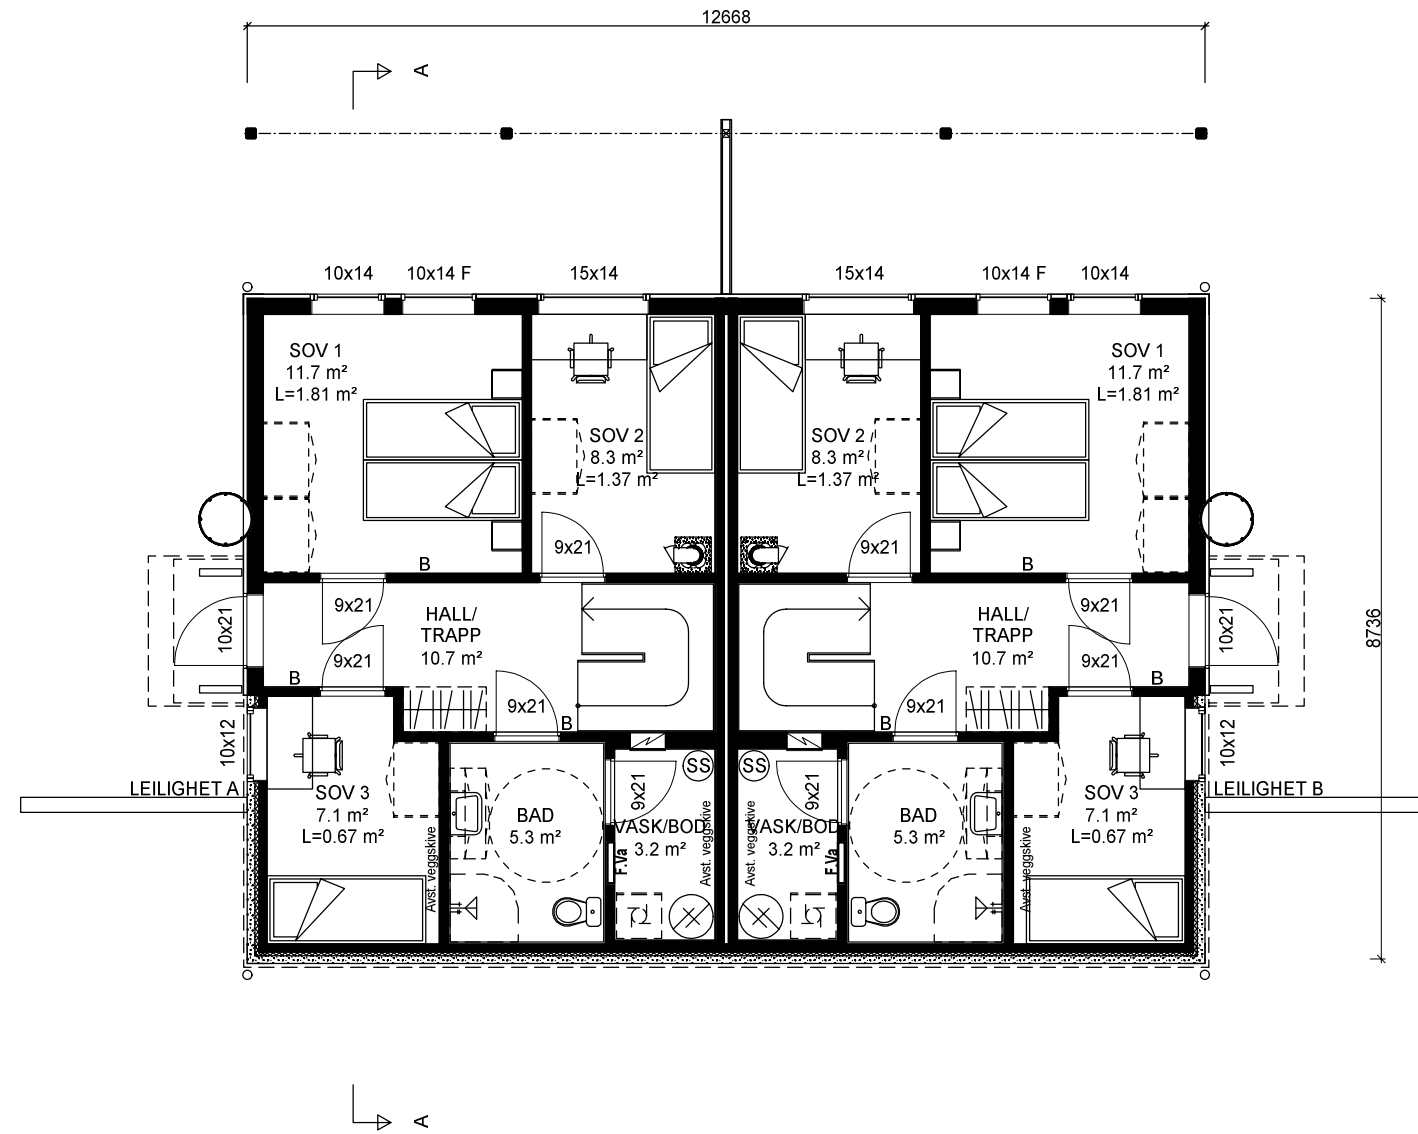 12668
A
10x14
10x14 F
15x14
15x14
10x14 F
10x14
SOV 1
11.7 m²
L=1.81 m²
SOV 2
8.3 m²
L=1.37 m²
SOV 2
8.3 m²
L=1.37 m²
SOV 1
11.7 m²
L=1.81 m²
9x21
9x21
B
B
10x21
9x21
9x21
B
HALL/
TRAPP
10.7 m²
HALL/
TRAPP
10.7 m²
9x21
9x21
B
10x21
8736
9x21
B
B
9x21
10x12
10x12
LEILIGHET A
LEILIGHET B
SOV 3
7.1 m²
L=0.67 m²
Avst. veggskive
BAD
5.3 m²
9x21
SS
VASK/BOD
3.2 m²
F.Va
Avst. veggskive
SS
9x21
VASK/BOD
3.2 m²
Avst. veggskive
F.Va
BAD
5.3 m²
SOV 3
7.1 m²
L=0.67 m²
Avst. veggskive
A